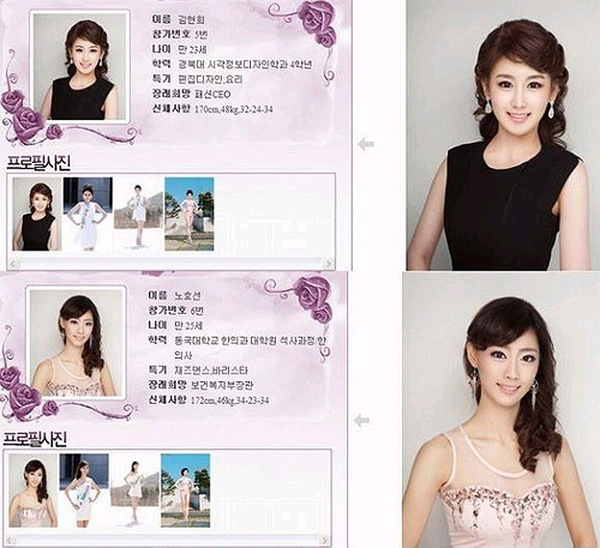 이름 김현희
참가번호 5번
나이 만 23세
학력 경북대 시각정보디자인학과 4학년
특기 편집디자인,요리
장래희망 패션CEO
신체사항 170cm,48kg,32-24-34
프로필사진
이름 노효선
참가번호 6번
나이 만 25세
학력 동국대학교 한의과 대학원 석사과정/한
의사
특기 재즈댄스,바리스타
장래희망 보건복지부장관
신체사항 172cm,46kg,34-23-34
프로필사진